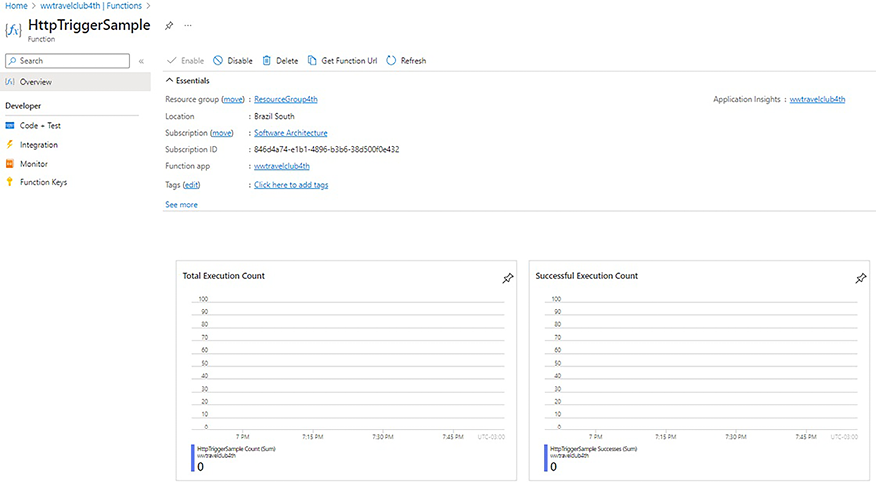 Home > wwtravelclub4th | Functions >
HttpTriggerSample
Function
Search
«
Overview
Developer
Code + Test
Integration
Monitor
Function Keys
Enable Disable Delete Get Function Url Refresh
Essentials
Resource group (move) : ResourceGroup4th
Application Insights : wwtravelclub4th
Location : Brazil South
Subscription (move) : Software Architecture
Subscription ID : 846d4a74-e1b1-4896-b3b6-38d500f0e432
Function app : wwtravelclub4th
Tags (edit) : Click here to add tags
See more
Total Execution Count
100
90
80
70
60
50
40
30
20
10
0
7 PM 7:15 PM 7:30 PM 7:45 PM UTC-03:00
HttpTriggerSample Count (Sum)
wwtravelclub4th
0
Successful Execution Count
100
90
80
70
60
50
40
30
20
10
0
7 PM 7:15 PM 7:30 PM 7:45 PM UTC-03:00
HttpTriggerSample Successes (Sum)
wwtravelclub4th
0